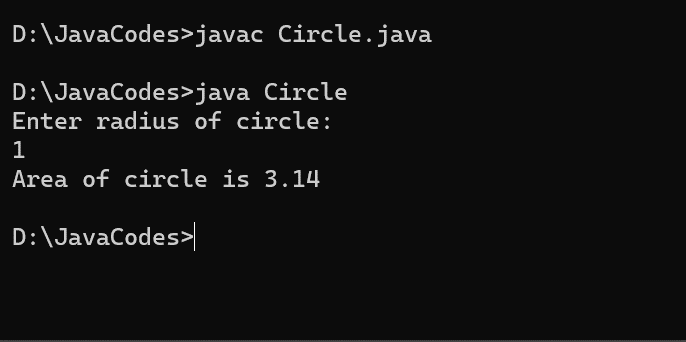 D:\JavaCodes>javac Circle.java
D:\JavaCodes>java Circle
Enter radius of circle:
1
Area of circle is 3.14
D:\JavaCodes>